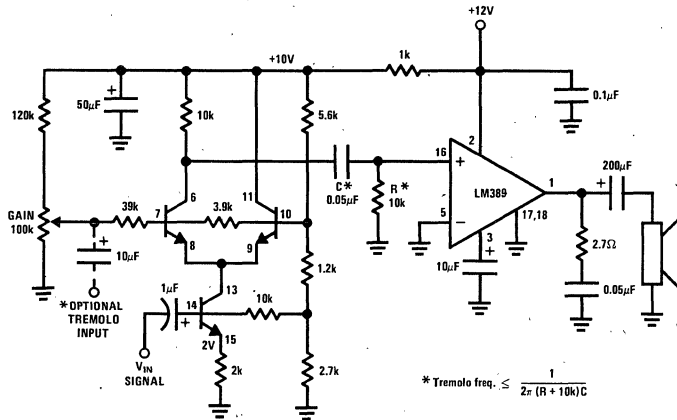 +12V
+10V
1k
120k
50μF
+
10k
5.6k
0.1μF
2
200μF
C*
0.05μF
R*
10k
16
+
LM389
1
+
5
−
17,18
3
+
10μF
2.7Ω
0.05μF
GAIN
100k
39k
6
7
8
3.9k
11
10
9
+
10μF
*OPTIONAL
TREMOLO
INPUT
1.2k
1μF
+
14
13
15
2V
10k
2k
2.7k
VIN
SIGNAL
* Tremolo freq. ≤ 1
2π (R + 10k) C